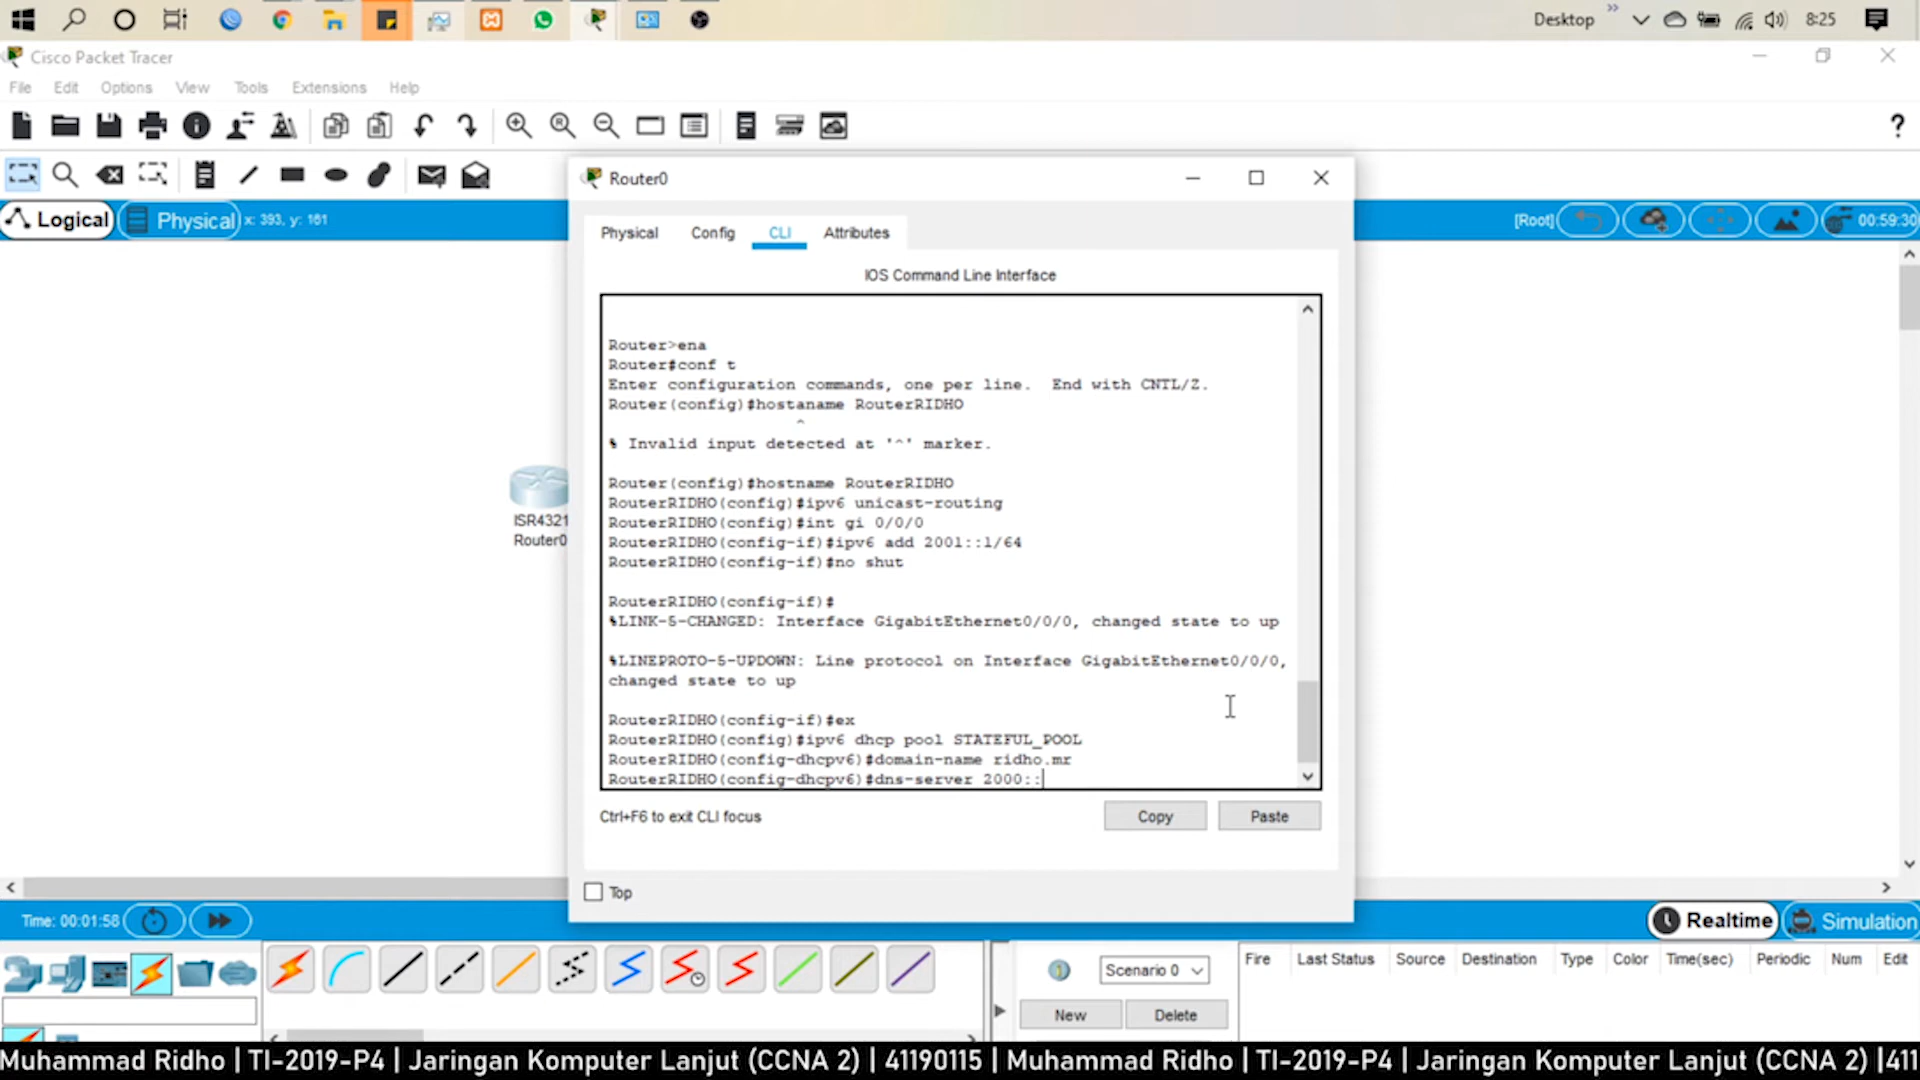 Desktop
8:25
Cisco Packet Tracer
File Edit Options View Tools Extensions Help
Logical
Physical
x: 393, y: 161
[Root]
00:59:30
ISR4321
Router0
Router0
Physical Config CLI Attributes
IOS Command Line Interface
Router>ena
Router#conf t
Enter configuration commands, one per line. End with CNTL/Z.
Router(config)#hostaname RouterRIDHO
^
% Invalid input detected at '^' marker.
Router(config)#hostname RouterRIDHO
RouterRIDHO(config)#ipv6 unicast-routing
RouterRIDHO(config)#int gi 0/0/0
RouterRIDHO(config-if)#ipv6 add 2001::1/64
RouterRIDHO(config-if)#no shut
RouterRIDHO(config-if)#
%LINK-5-CHANGED: Interface GigabitEthernet0/0/0, changed state to up
%LINEPROTO-5-UPDOWN: Line protocol on Interface GigabitEthernet0/0/0,
changed state to up
RouterRIDHO(config-if)#ex
RouterRIDHO(config)#ipv6 dhcp pool STATEFUL_POOL
RouterRIDHO(config-dhcpv6)#domain-name ridho.mr
RouterRIDHO(config-dhcpv6)#dns-server 2000::
Ctrl+F6 to exit CLI focus
Copy
Paste
Top
Time: 00:01:58
Realtime
Simulation
Scenario 0
New
Delete
Fire Last Status Source Destination Type Color Time(sec) Periodic Num Edit
Muhammad Ridho | TI-2019-P4 | Jaringan Komputer Lanjut (CCNA 2) | 41190115 | Muhammad Ridho | TI-2019-P4 | Jaringan Komputer Lanjut (CCNA 2) |411